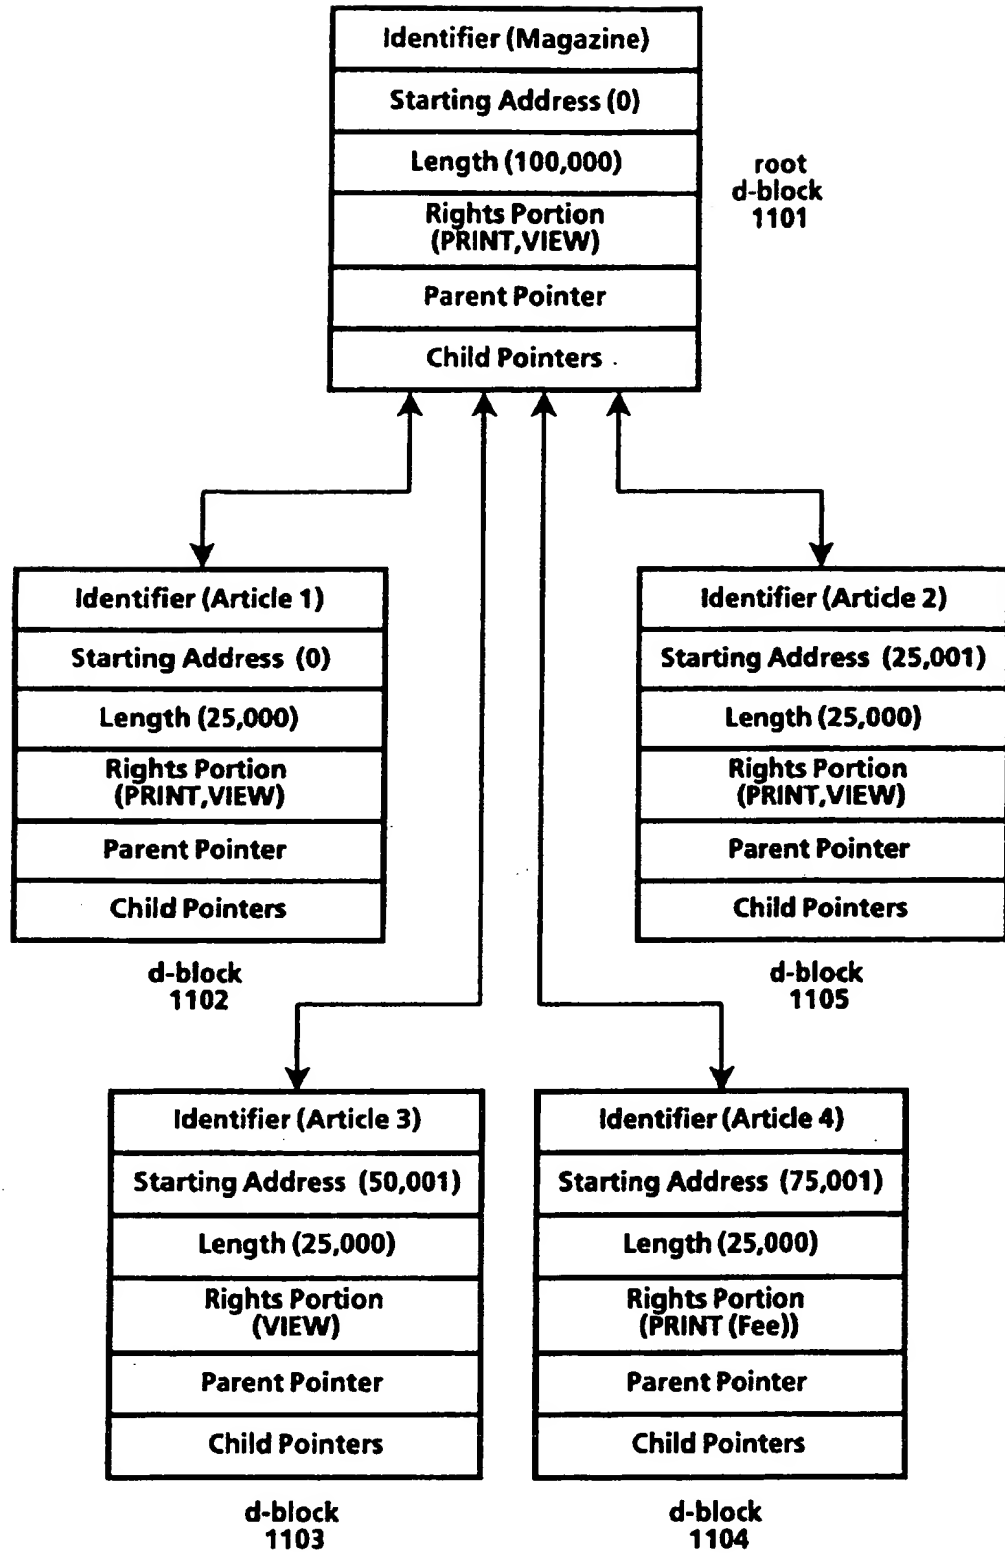 Identifier (Magazine)
Starting Address (0)
Length (100,000)
Rights Portion
(PRINT,VIEW)
Parent Pointer
Child Pointers
root
d-block
1101
Identifier (Article 1)
Starting Address (0)
Length (25,000)
Rights Portion
(PRINT,VIEW)
Parent Pointer
Child Pointers
d-block
1102
Identifier (Article 2)
Starting Address (25,001)
Length (25,000)
Rights Portion
(PRINT,VIEW)
Parent Pointer
Child Pointers
d-block
1105
Identifier (Article 3)
Starting Address (50,001)
Length (25,000)
Rights Portion
(VIEW)
Parent Pointer
Child Pointers
d-block
1103
Identifier (Article 4)
Starting Address (75,001)
Length (25,000)
Rights Portion
(PRINT (Fee))
Parent Pointer
Child Pointers
d-block
1104